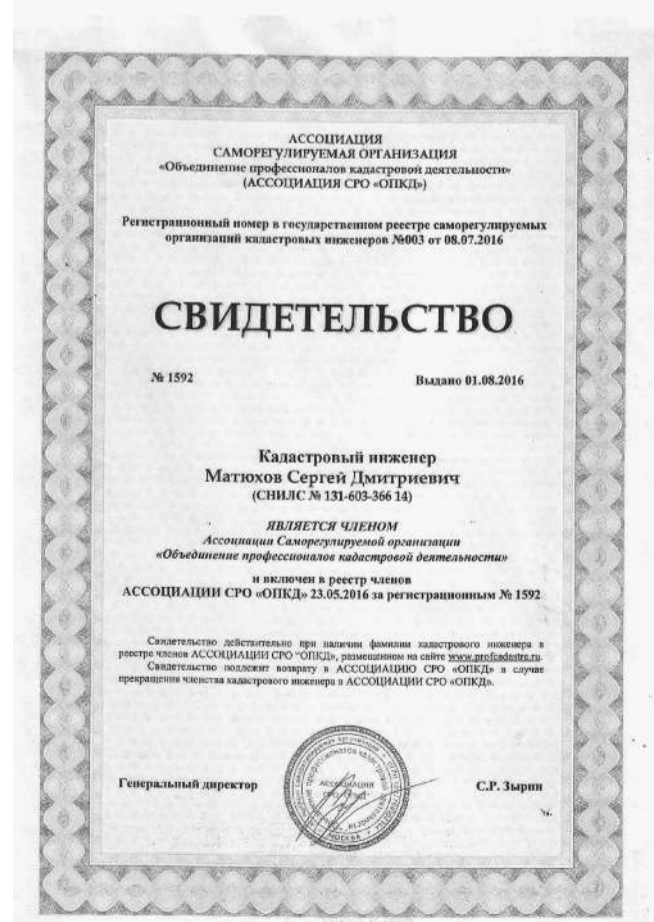 АССОЦИАЦИЯ
САМОРЕГУЛИРУЕМАЯ ОРГАНИЗАЦИЯ
«Объединение профессионалов кадастровой деятельности»
(АССОЦИАЦИЯ СРО «ОПКД»)
Регистрационный номер в государственном реестре саморегулируемых
организаций кадастровых инженеров №003 от 08.07.2016
СВИДЕТЕЛЬСТВО
№ 1592 Выдано 01.08.2016
Кадастровый инженер
Матюхов Сергей Дмитриевич
(СНИЛС № 131-603-366 14)
ЯВЛЯЕТСЯ ЧЛЕНОМ
Ассоциации Саморегулируемой организации
«Объединение профессионалов кадастровой деятельности»
и включен в реестр членов
АССОЦИАЦИИ СРО «ОПКД» 23.05.2016 за регистрационным № 1592
Свидетельство действительно при наличии фамилии кадастрового инженера в
реестре членов АССОЦИАЦИИ СРО "ОПКД», размещенном на сайте www.profcadastre.ru.
Свидетельство подлежит возврату в АССОЦИАЦИЮ СРО «ОПКД» в случае
прекращения членства кадастрового инженера в АССОЦИАЦИИ СРО «ОПКД».
АССОЦИАЦИЯ
СРО "ОПКД"
МОСКВА
Генеральный директор С.Р. Зырин